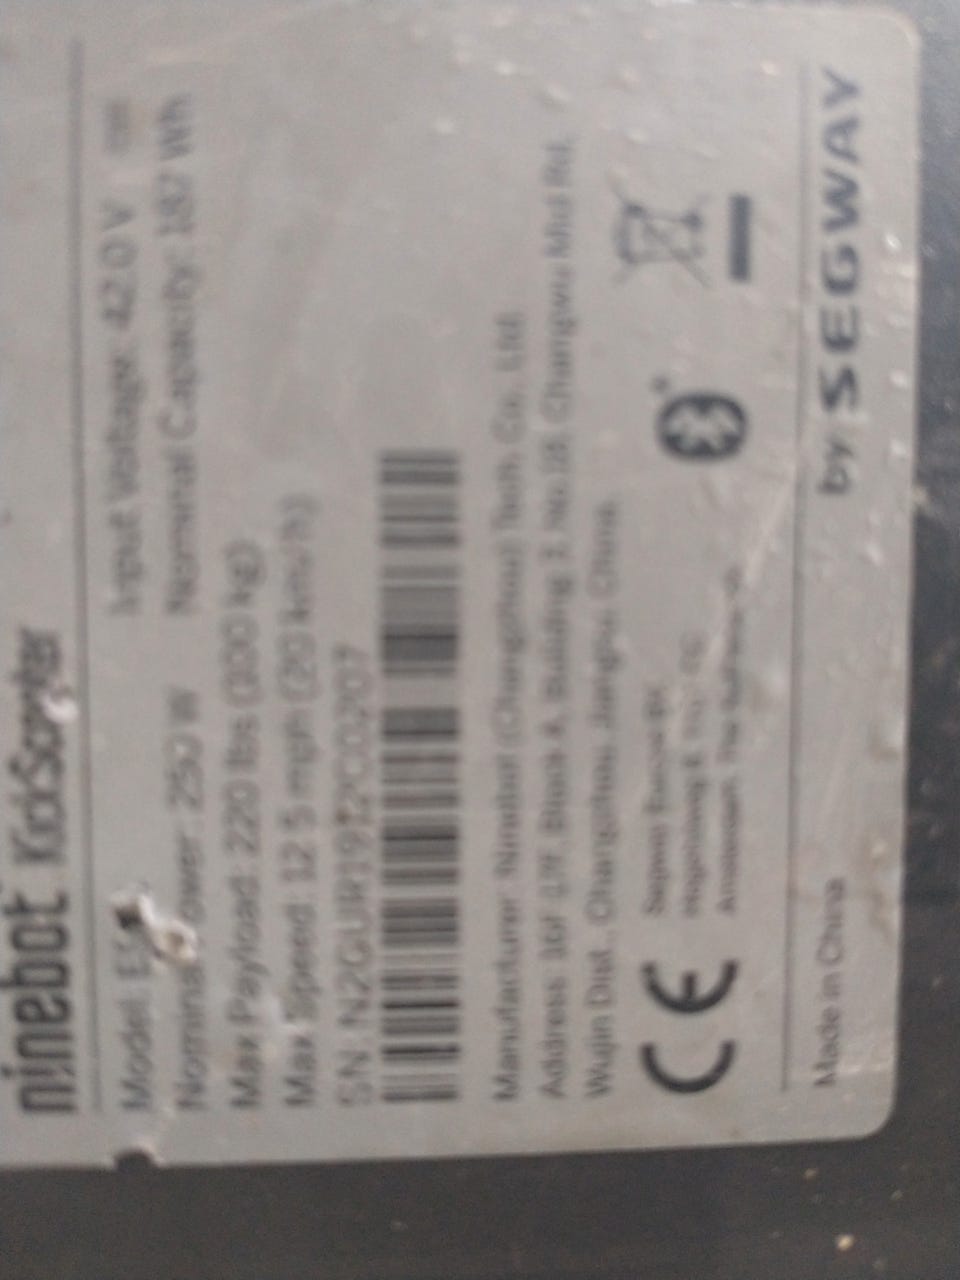 ninebot KickScooter
Model:
Input Voltage: 42.0 V
Nominal Power: 250 W
Nominal Capacity: 187 Wh
Max Payload: 220 lbs (100 kg)
Max Speed: 12.5 mph (20 km/h)
SN:
Manufacturer: Ninebot (Changzhou) Tech. Co., Ltd.
Address: 16F-17F, Block A, Building 3, No.18, Changwu Mid Rd,
Wujin Dist., Changzhou, Jiangsu, China.
CE
Made in China
by SEGWAY